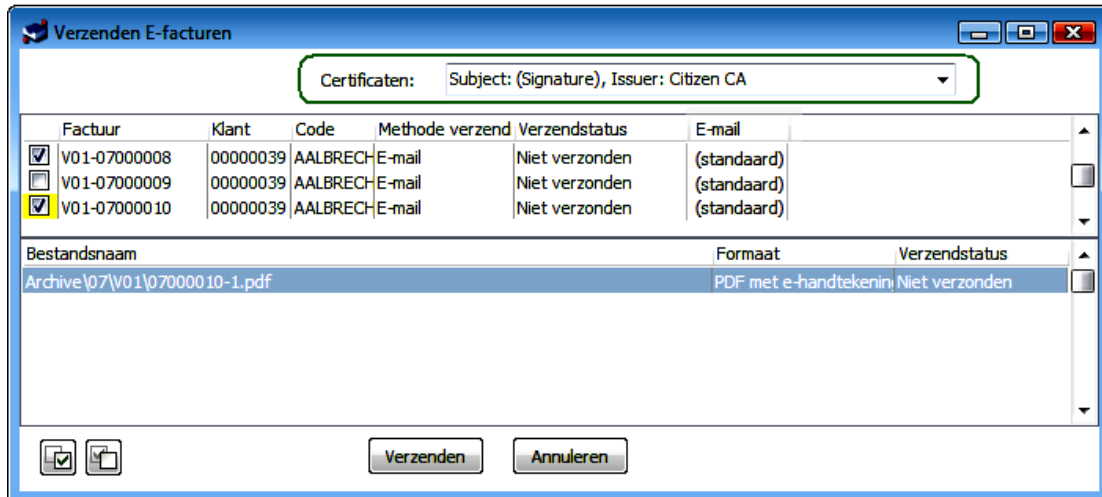 Verzenden E-facturen
Certificaten: Subject: (Signature), Issuer: Citizen CA
Factuur Klant Code Methode verzend Verzendstatus E-mail
V01-07000008 00000039 AALBRECH E-mail Niet verzonden (standaard)
V01-07000009 00000039 AALBRECH E-mail Niet verzonden (standaard)
V01-07000010 00000039 AALBRECH E-mail Niet verzonden (standaard)
Bestandsnaam Formaat Verzendstatus
Archive\07\V01\07000010-1.pdf PDF met e-handtekenin Niet verzonden
Verzenden Annuleren